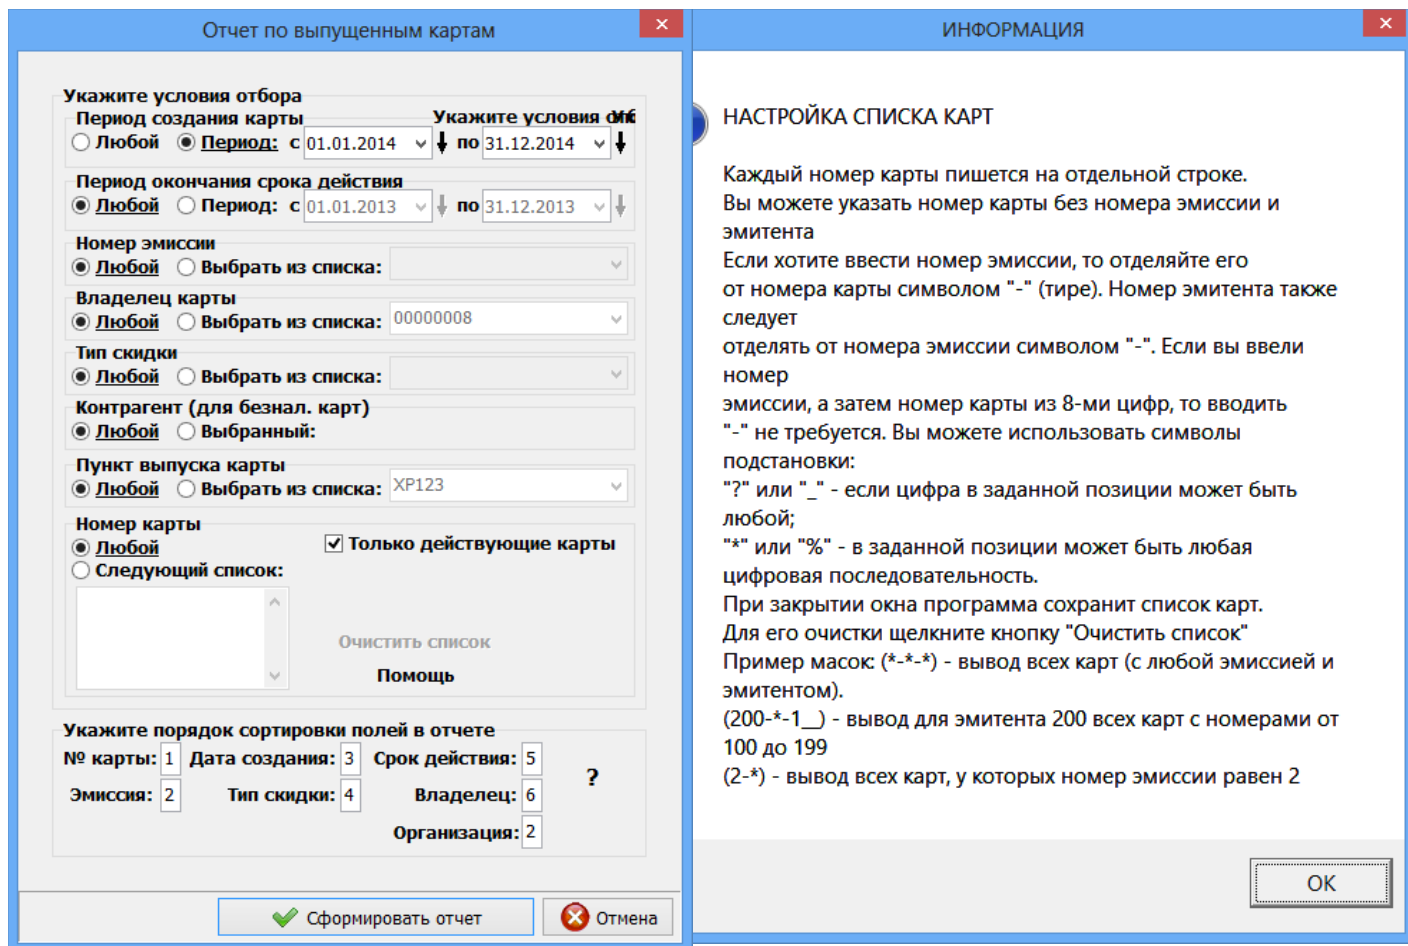 Отчет по выпущенным картам
Укажите условия отбора
Период создания карты Укажите условия отб
Любой Период: с 01.01.2014 по 31.12.2014
Период окончания срока действия
Любой Период: с 01.01.2013 по 31.12.2013
Номер эмиссии
Любой Выбрать из списка:
Владелец карты
Любой Выбрать из списка: 00000008
Тип скидки
Любой Выбрать из списка:
Контрагент (для безнал. карт)
Любой Выбранный:
Пункт выпуска карты
Любой Выбрать из списка: XP123
Номер карты
Любой Только действующие карты
Следующий список:
Очистить список
Помощь
Укажите порядок сортировки полей в отчете
№ карты: 1 Дата создания: 3 Срок действия: 5
?
Эмиссия: 2 Тип скидки: 4 Владелец: 6
Организация: 2
Сформировать отчет Отмена
ИНФОРМАЦИЯ
НАСТРОЙКА СПИСКА КАРТ
Каждый номер карты пишется на отдельной строке.
Вы можете указать номер карты без номера эмиссии и
эмитента
Если хотите ввести номер эмиссии, то отделяйте его
от номера карты символом "-" (тире). Номер эмитента также
следует
отделять от номера эмиссии символом "-". Если вы ввели
номер
эмиссии, а затем номер карты из 8-ми цифр, то вводить
"-" не требуется. Вы можете использовать символы
подстановки:
"?" или "_" - если цифра в заданной позиции может быть
любой;
"*" или "%" - в заданной позиции может быть любая
цифровая последовательность.
При закрытии окна программа сохранит список карт.
Для его очистки щелкните кнопку "Очистить список"
Пример масок: (*-*-*) - вывод всех карт (с любой эмиссией и
эмитентом).
(200-*-1__) - вывод для эмитента 200 всех карт с номерами от
100 до 199
(2-*) - вывод всех карт, у которых номер эмиссии равен 2
OK